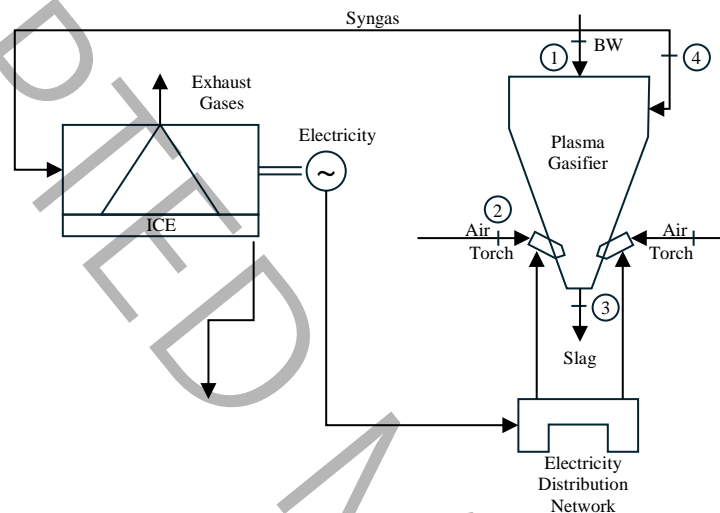 Syngas
1
BW
4
Exhaust
Gases
Electricity
~
Plasma
Gasifier
ICE
2
Air
Torch
Air
Torch
3
Slag
Electricity
Distribution
Network
PTED M